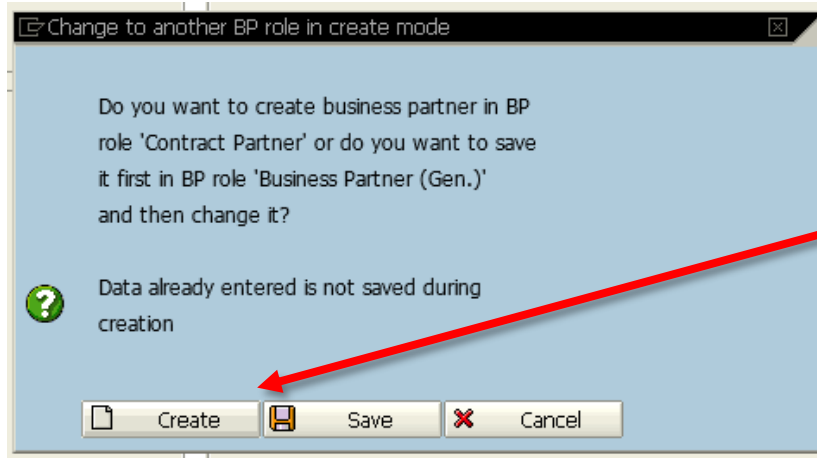 Change to another BP role in create mode
Do you want to create business partner in BP
role 'Contract Partner' or do you want to save
it first in BP role 'Business Partner (Gen.)'
and then change it?
Data already entered is not saved during
creation
Create Save Cancel